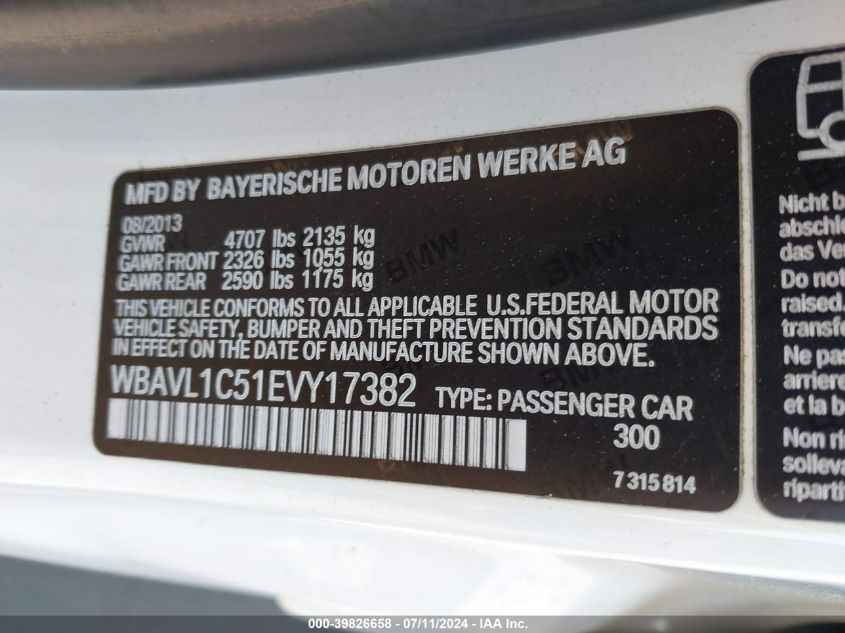 MFD BY BAYERISCHE MOTOREN WERKE AG
08/2013
GVWR 4707 lbs 2135 kg
GAWR FRONT 2326 lbs 1055 kg
GAWR REAR 2590 lbs 1175 kg
THIS VEHICLE CONFORMS TO ALL APPLICABLE U.S.FEDERAL MOTOR
VEHICLE SAFETY, BUMPER AND THEFT PREVENTION STANDARDS
IN EFFECT ON THE DATE OF MANUFACTURE SHOWN ABOVE.
WBAVL1C51EVY17382 TYPE: PASSENGER CAR
300
7 315 814
BMW
BMW
Nicht b
abschle
das Ve
Do not
raised.
transfe
Ne pas
arriere
et la b
Non ri
solleva
riparti
000-39826658 - 07/11/2024 - IAA Inc.